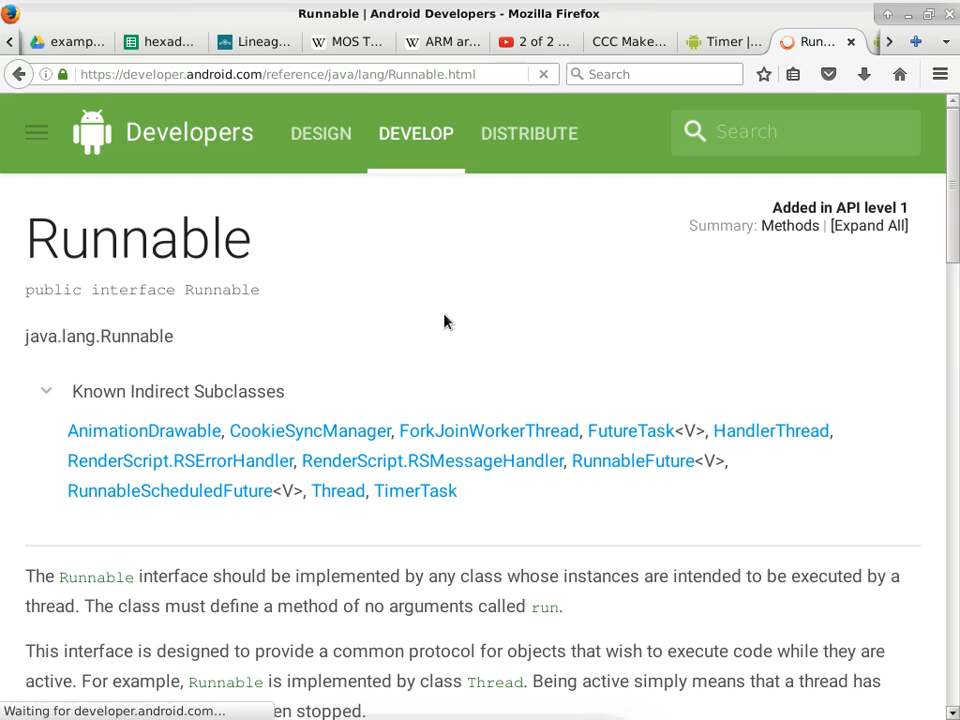 Runnable | Android Developers - Mozilla Firefox
examp...
hexad...
Lineag...
MOS T...
ARM ar...
2 of 2 ...
CCC Make...
Timer |...
Run...
https://developer.android.com/reference/java/lang/Runnable.html
Search
Developers
DESIGN
DEVELOP
DISTRIBUTE
Search
Added in API level 1
Summary: Methods | [Expand All]
Runnable
public interface Runnable
java.lang.Runnable
Known Indirect Subclasses
AnimationDrawable, CookieSyncManager, ForkJoinWorkerThread, FutureTask<V>, HandlerThread,
RenderScript.RSErrorHandler, RenderScript.RSMessageHandler, RunnableFuture<V>,
RunnableScheduledFuture<V>, Thread, TimerTask
The Runnable interface should be implemented by any class whose instances are intended to be executed by a
thread. The class must define a method of no arguments called run.
This interface is designed to provide a common protocol for objects that wish to execute code while they are
active. For example, Runnable is implemented by class Thread. Being active simply means that a thread has
en stopped.
Waiting for developer.android.com...